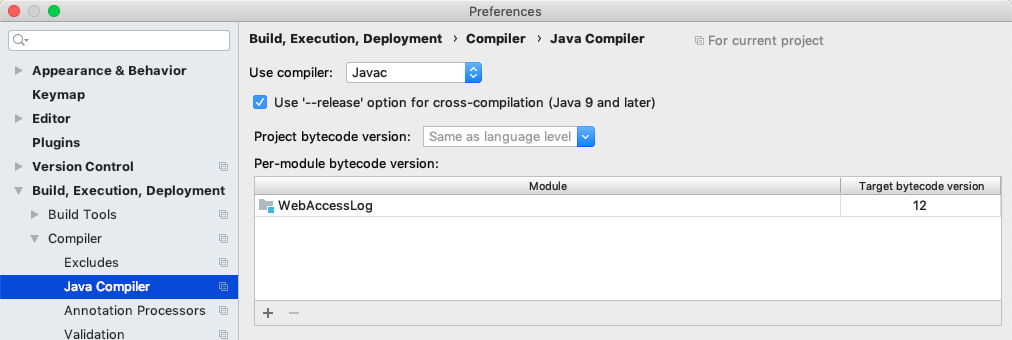 Preferences
Build, Execution, Deployment › Compiler › Java Compiler For current project
Appearance & Behavior
Keymap
Editor
Plugins
Version Control
Build, Execution, Deployment
Build Tools
Compiler
Excludes
Java Compiler
Annotation Processors
Validation
Use compiler: Javac
Use '--release' option for cross-compilation (Java 9 and later)
Project bytecode version: Same as language level
Per-module bytecode version:
Module Target bytecode version
WebAccessLog 12